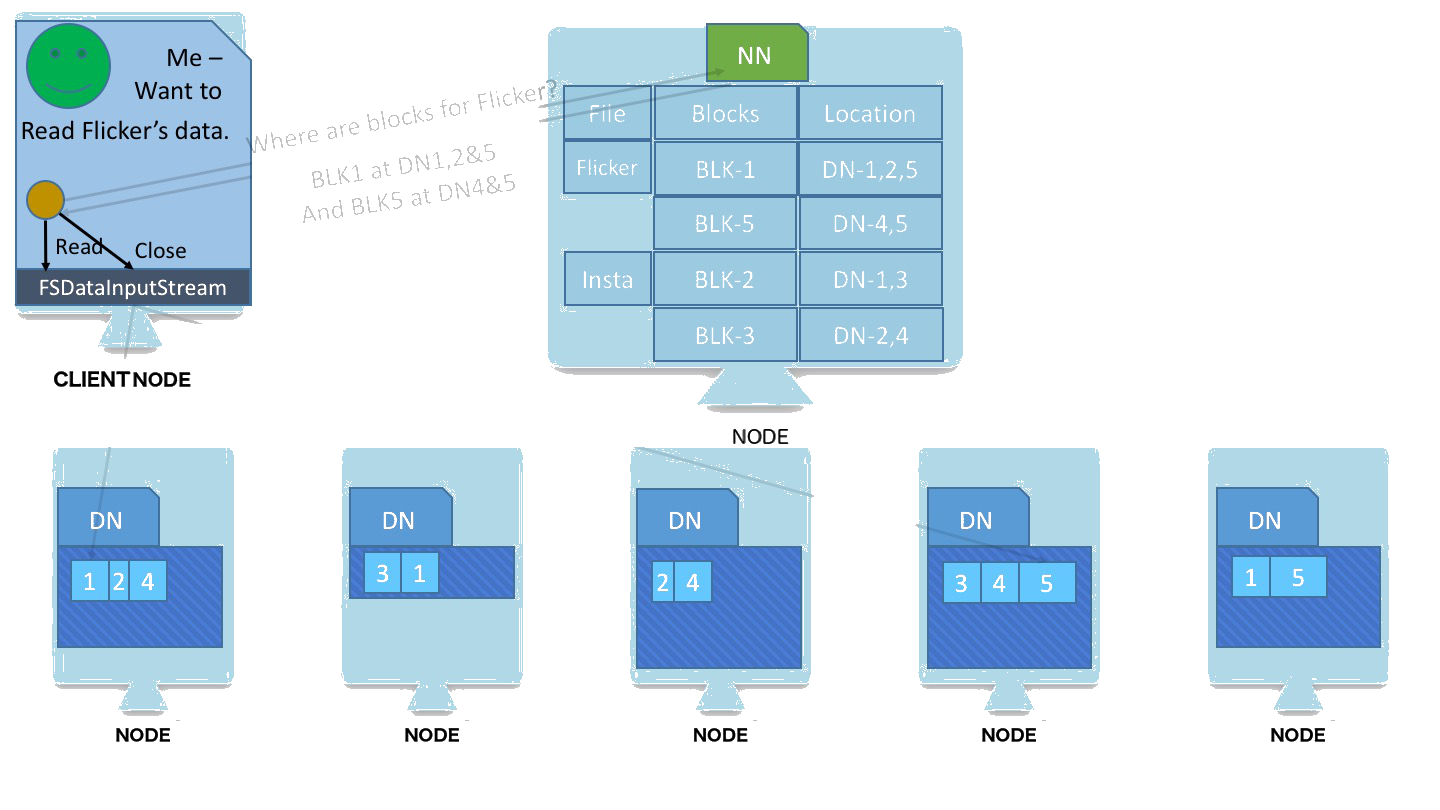 Me –
Want to
Read Flicker's data.
Read
Close
FSDataInputStream
CLIENT NODE
Where are blocks for Flicker?
BLK1 at DN1,2&5
And BLK5 at DN4&5
NN
File Blocks Location
Flicker BLK-1 DN-1,2,5
BLK-5 DN-4,5
Insta BLK-2 DN-1,3
BLK-3 DN-2,4
NODE
DN
1 2 4
NODE
DN
3 1
NODE
DN
2 4
NODE
DN
3 4 5
NODE
DN
1 5
NODE